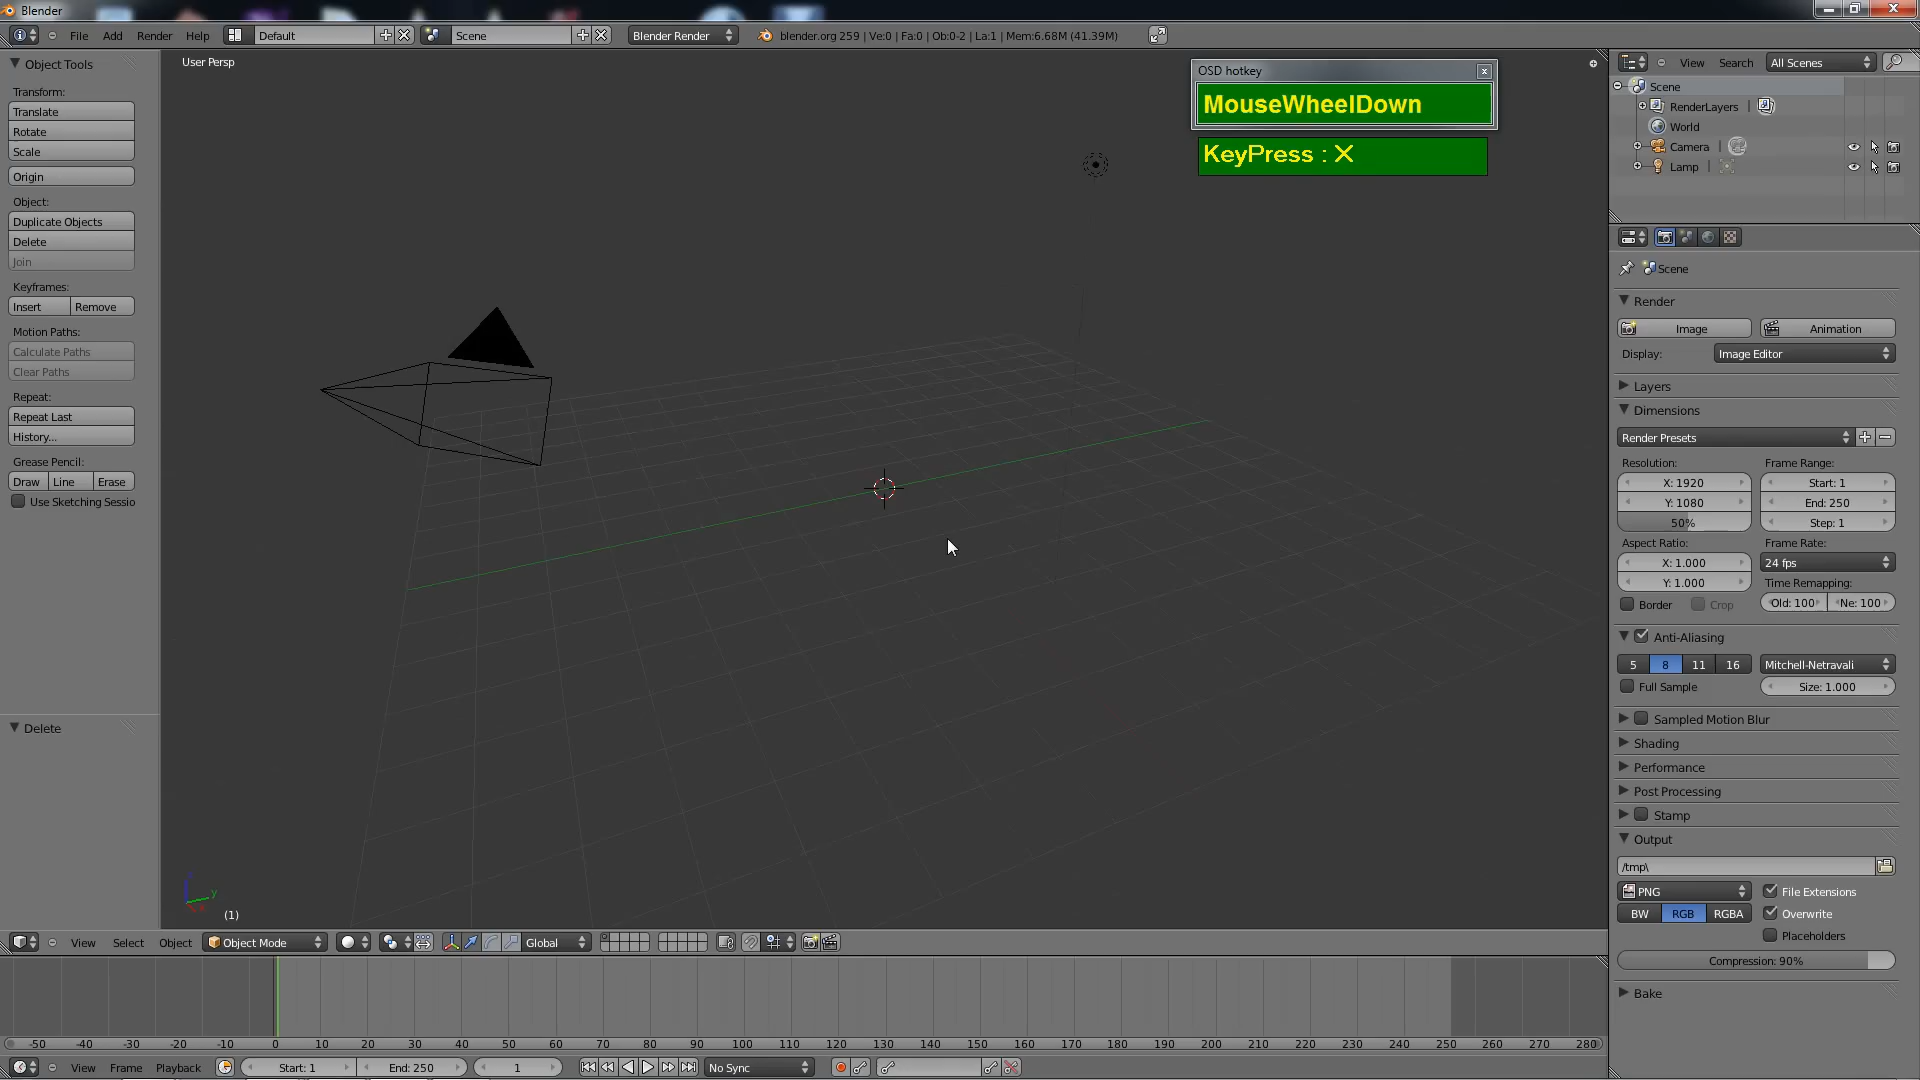 Blender
File Add Render Help Default Scene Blender Render blender.org 259 | Ve:0 | Fa:0 | Ob:0-2 | La:1 | Mem:6.68M (41.39M)
Object Tools
Transform:
Translate
Rotate
Scale
Origin
Object:
Duplicate Objects
Delete
Join
Keyframes:
Insert Remove
Motion Paths:
Calculate Paths
Clear Paths
Repeat:
Repeat Last
History...
Grease Pencil:
Draw Line Erase
Use Sketching Sessio
Delete
User Persp
OSD hotkey
MouseWheelDown
KeyPress : X
y
(1)
View Select Object Object Mode Global
-50 -40 -30 -20 -10 0 10 20 30 40 50 60 70 80 90 100 110 120 130 140 150 160 170 180 190 200 210 220 230 240 250 260 270 280
View Frame Playback Start: 1 End: 250 1 No Sync
View Search All Scenes
Scene
RenderLayers |
World
Camera |
Lamp |
Scene
Render
Image Animation
Display: Image Editor
Layers
Dimensions
Render Presets
Resolution: Frame Range:
X: 1920 Start: 1
Y: 1080 End: 250
50% Step: 1
Aspect Ratio: Frame Rate:
X: 1.000 24 fps
Y: 1.000 Time Remapping:
Border Crop Old: 100 Ne: 100
Anti-Aliasing
5 8 11 16 Mitchell-Netravali
Full Sample Size: 1.000
Sampled Motion Blur
Shading
Performance
Post Processing
Stamp
Output
/tmp\
PNG File Extensions
BW RGB RGBA Overwrite
Placeholders
Compression: 90%
Bake